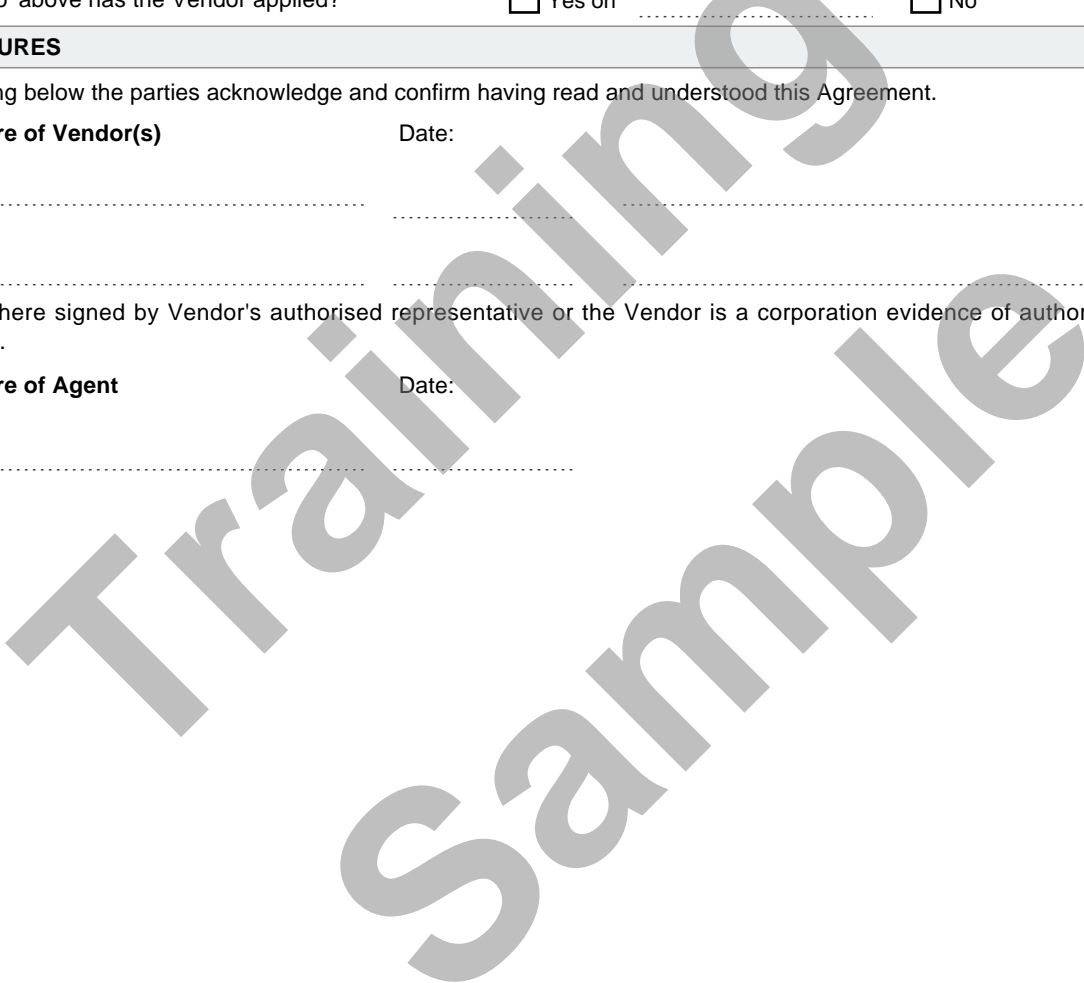 o' above has the Vendor applied? Yes on No
URES
ng below the parties acknowledge and confirm having read and understood this Agreement.
re of Vendor(s) Date:
here signed by Vendor's authorised representative or the Vendor is a corporation evidence of author
.
re of Agent Date:
Training
Sample